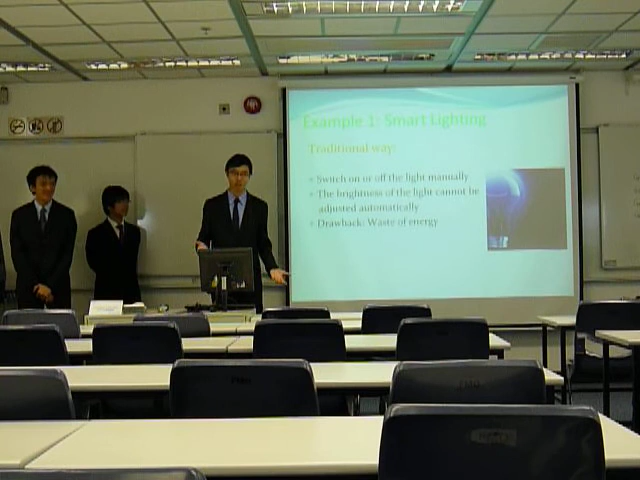 Example 1: Smart Lighting
Traditional way:
Switch on or off the light manually
The brightness of the light cannot be
adjusted automatically
Drawback: Waste of energy